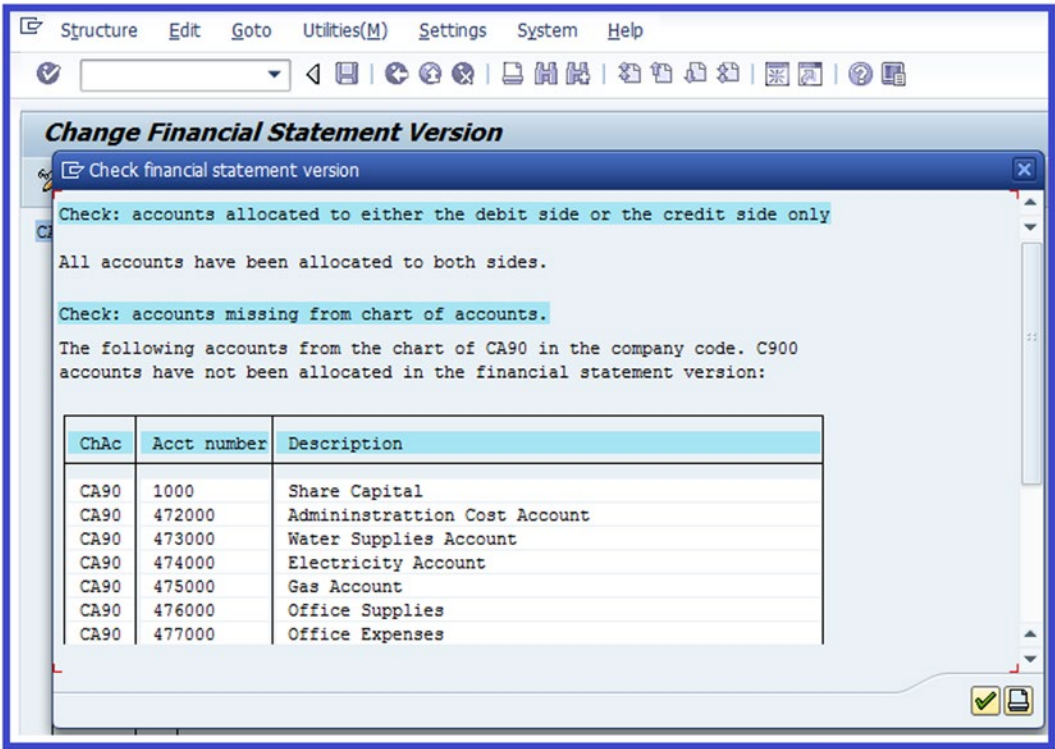 Structure Edit Goto Utilities(M) Settings System Help
Change Financial Statement Version
Check financial statement version
Check: accounts allocated to either the debit side or the credit side only
All accounts have been allocated to both sides.
Check: accounts missing from chart of accounts.
The following accounts from the chart of CA90 in the company code. C900
accounts have not been allocated in the financial statement version:
ChAc Acct number Description
CA90 1000 Share Capital
CA90 472000 Admininstrattion Cost Account
CA90 473000 Water Supplies Account
CA90 474000 Electricity Account
CA90 475000 Gas Account
CA90 476000 Office Supplies
CA90 477000 Office Expenses